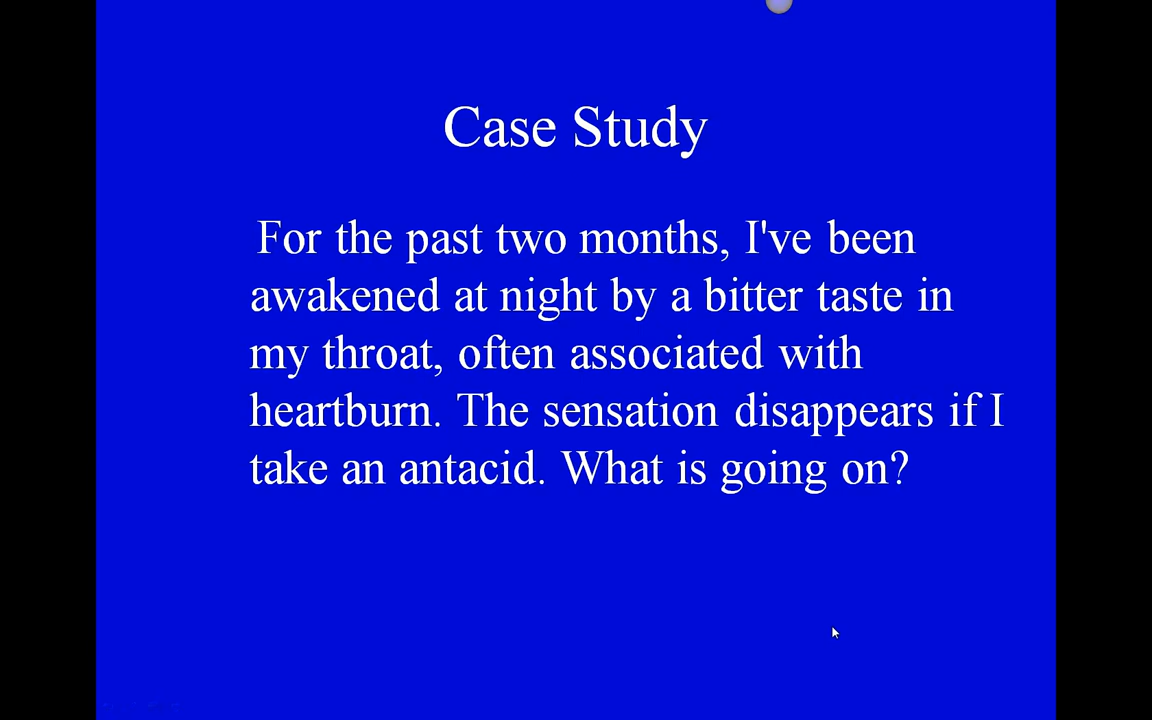 Case Study
For the past two months, I've been
awakened at night by a bitter taste in
my throat, often associated with
heartburn. The sensation disappears if I
take an antacid. What is going on?